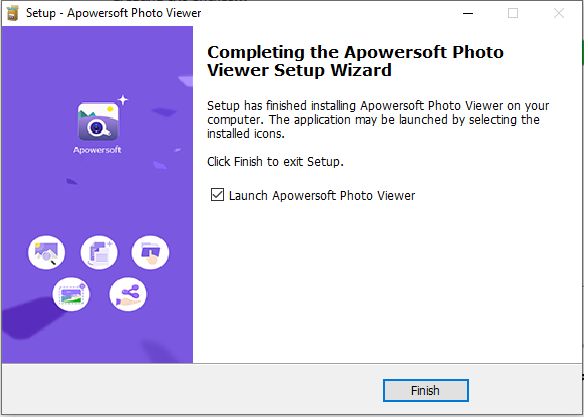 Setup - Apowersoft Photo Viewer
Apowersoft
Completing the Apowersoft Photo
Viewer Setup Wizard
Setup has finished installing Apowersoft Photo Viewer on your
computer. The application may be launched by selecting the
installed icons.
Click Finish to exit Setup.
Launch Apowersoft Photo Viewer
Finish